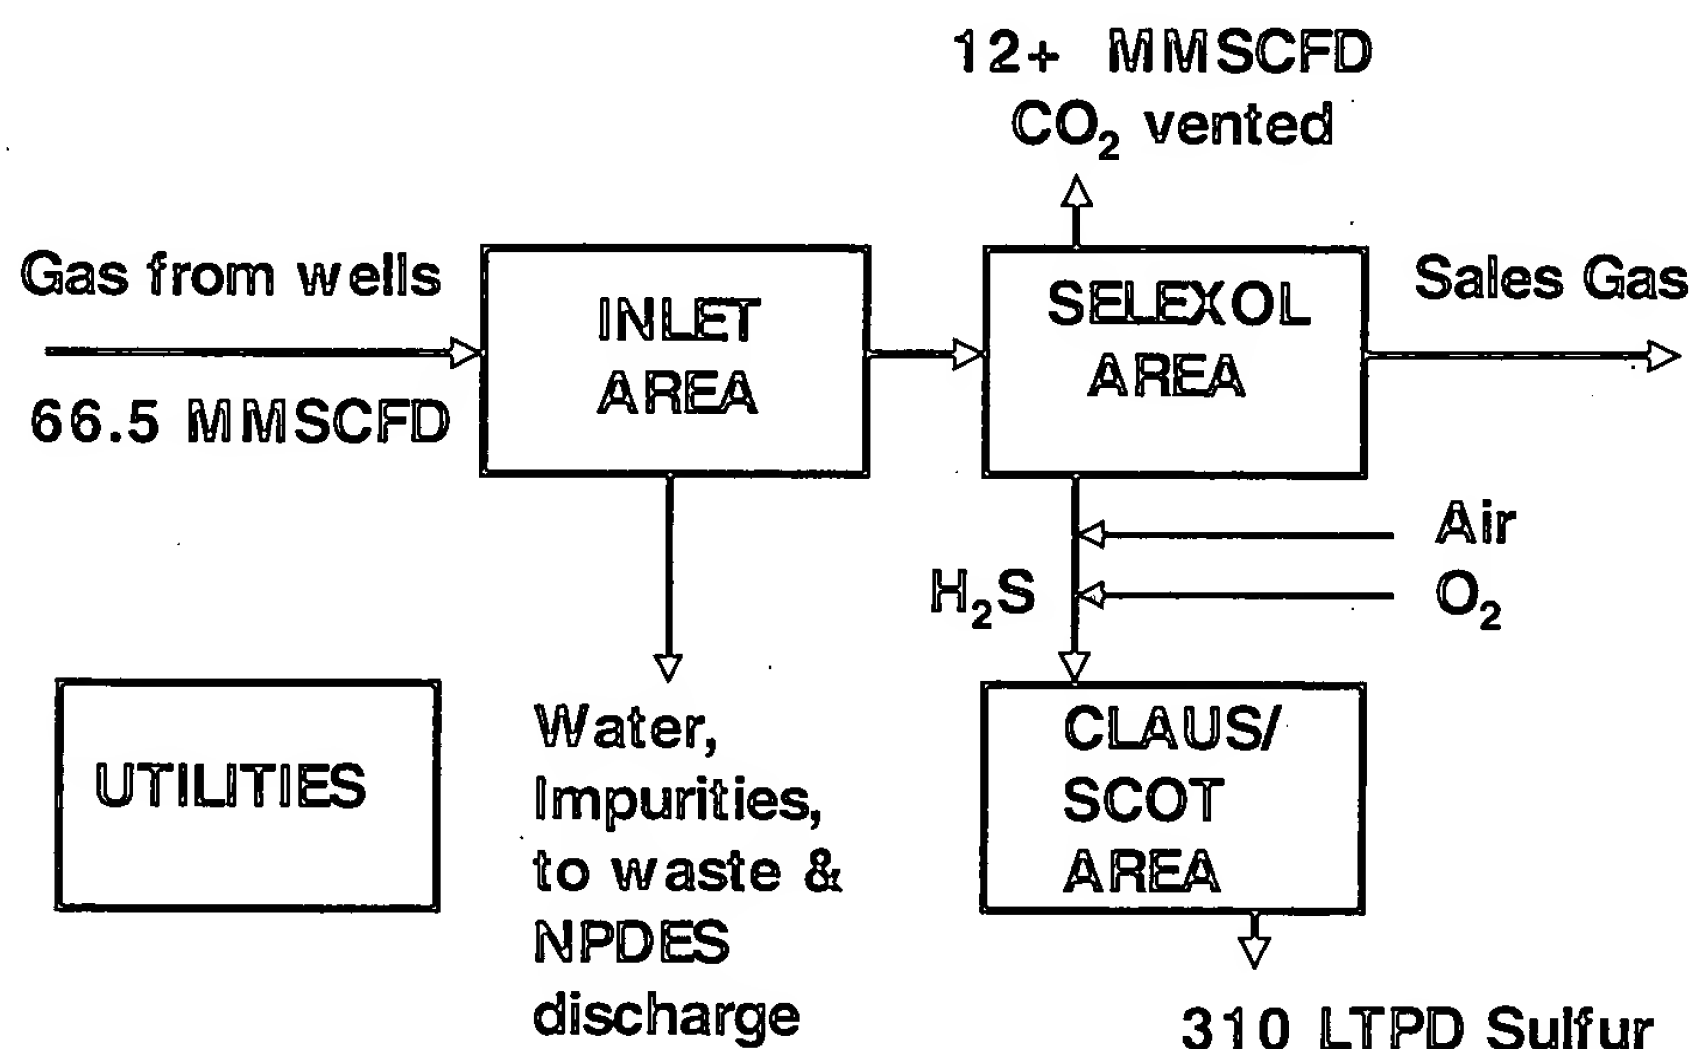 12+ MMSCFD
CO₂ vented
Gas from wells
66.5 MMSCFD
INLET
AREA
SELEXOL
AREA
Sales Gas
Air
H₂S
O₂
UTILITIES
Water,
Impurities,
to waste &
NPDES
discharge
CLAUS/
SCOT
AREA
310 LTPD Sulfur